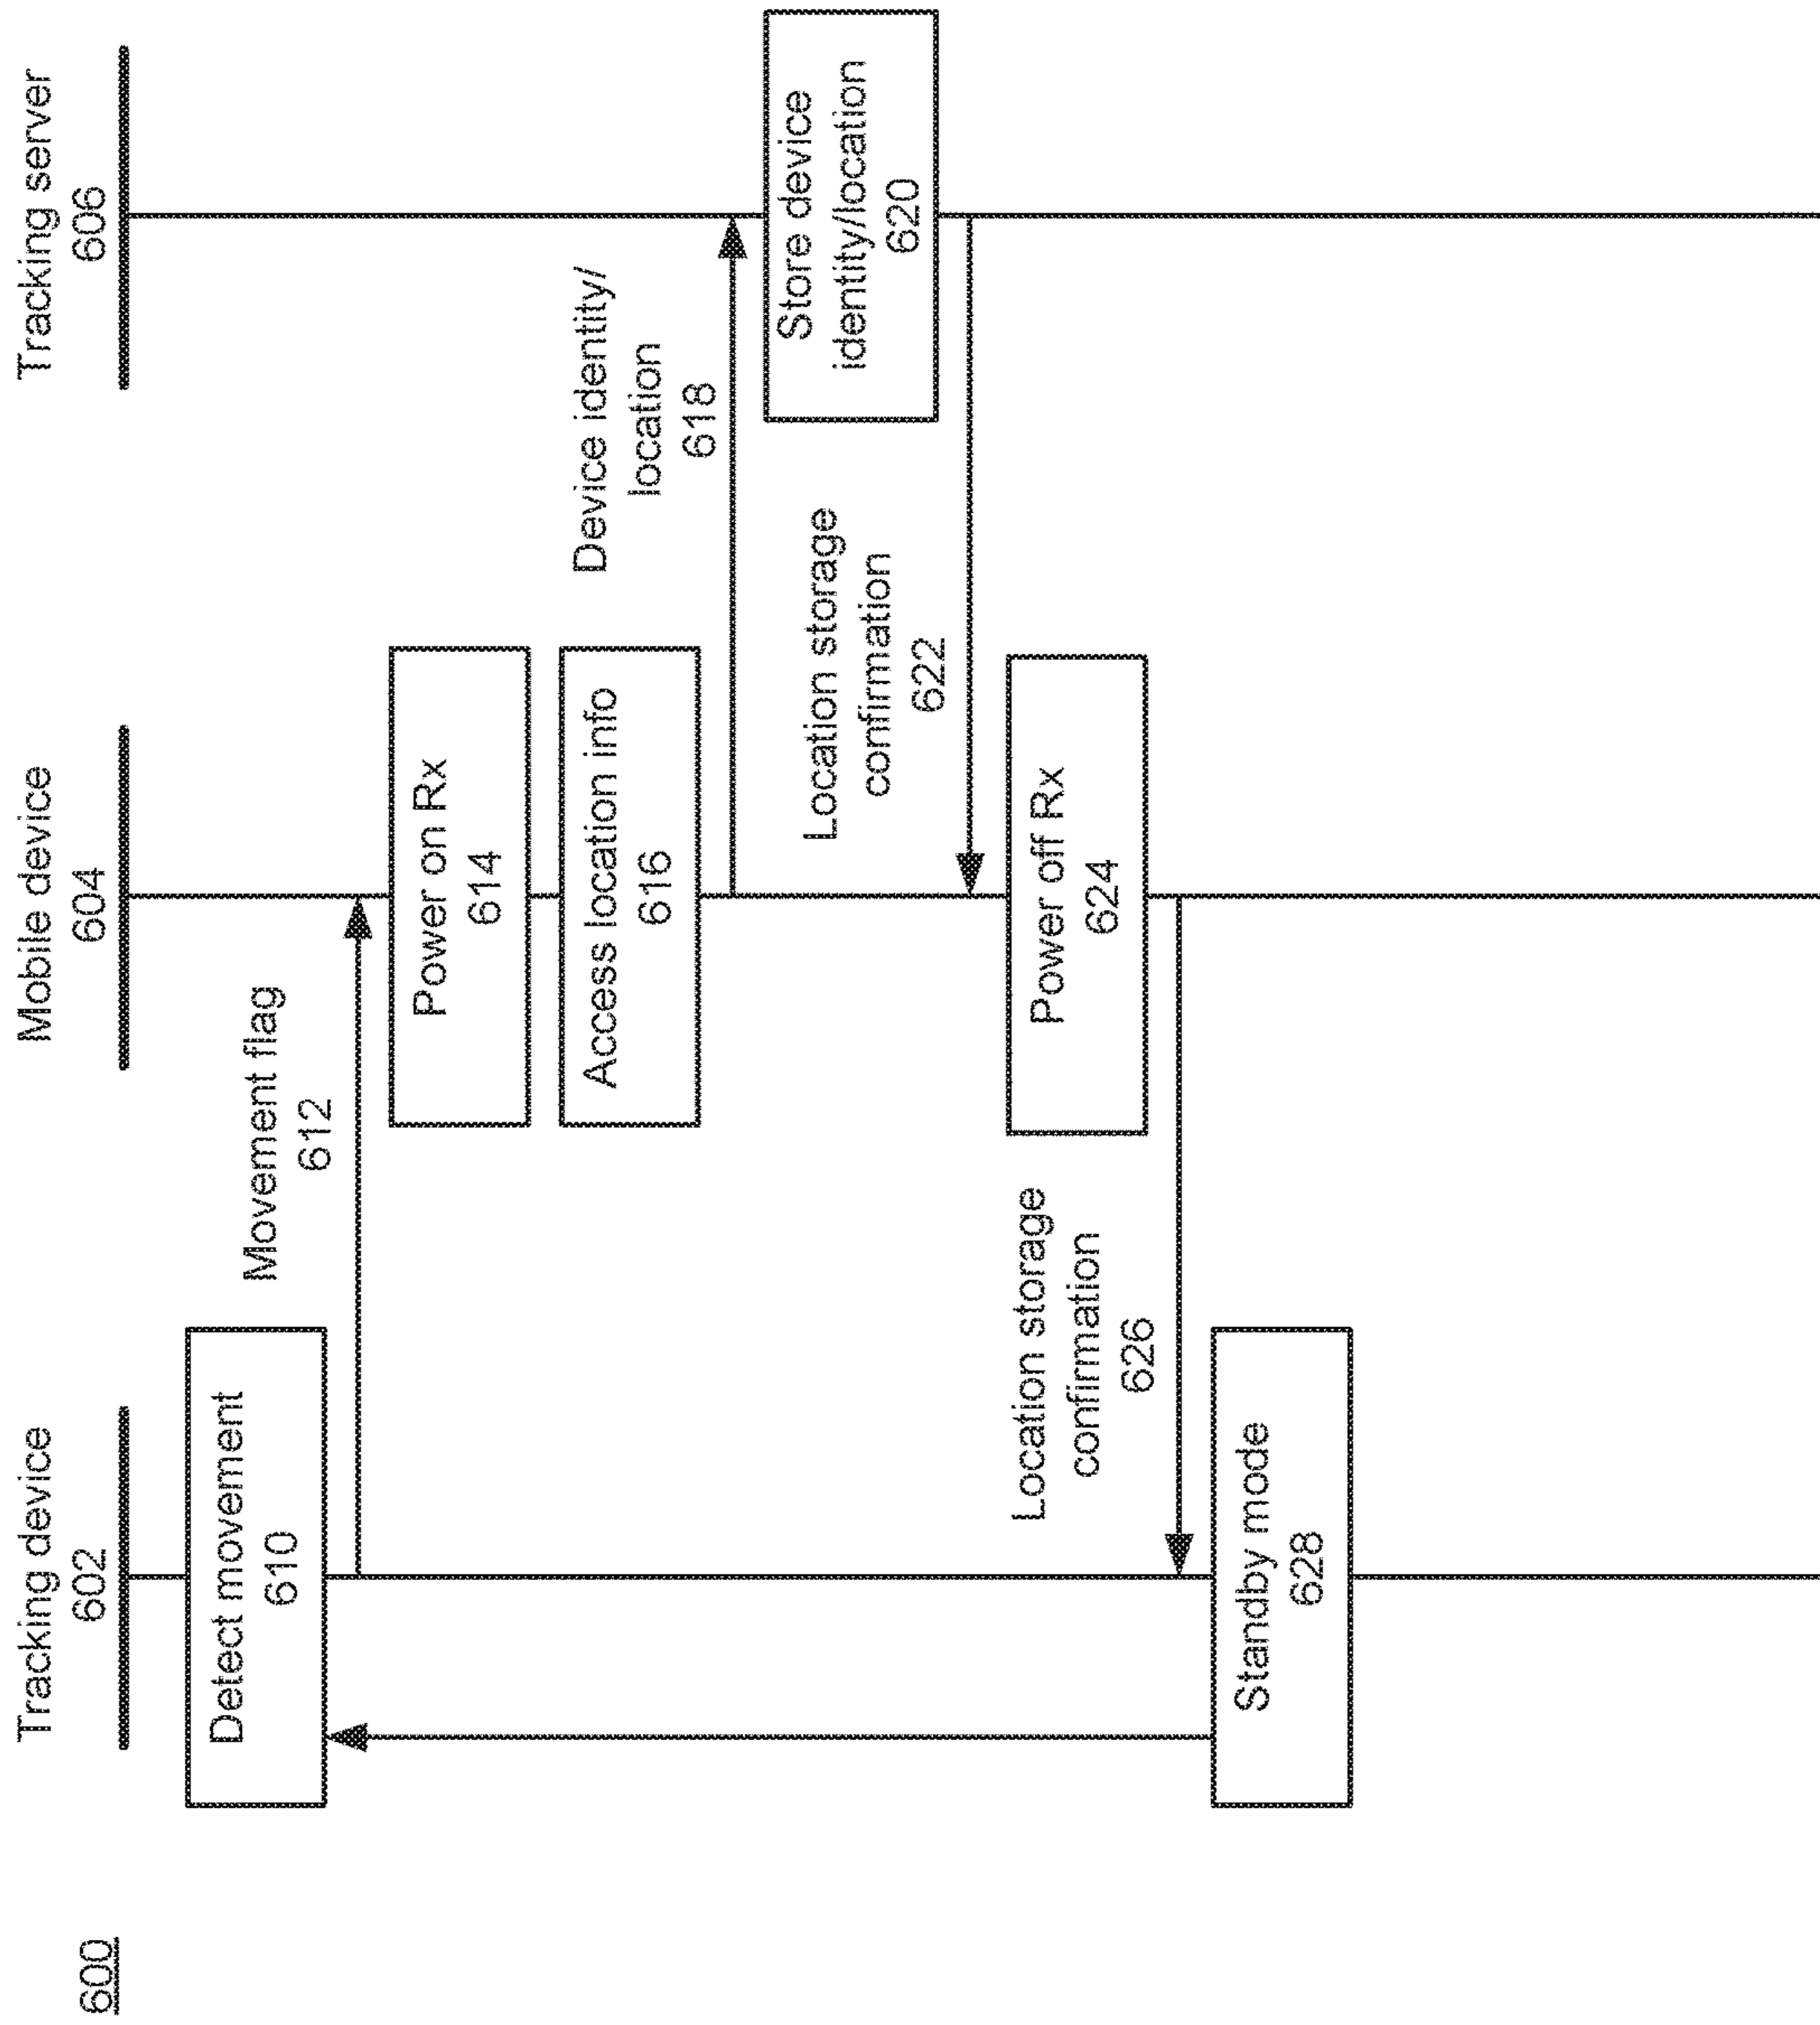 600
Tracking device
602
Mobile device
604
Tracking server
606
Detect movement
610
Movement flag
612
Power on Rx
614
Access location info
616
Device identity/
location
618
Store device
identity/location
620
Location storage
confirmation
622
Power off Rx
624
Location storage
confirmation
626
Standby mode
628